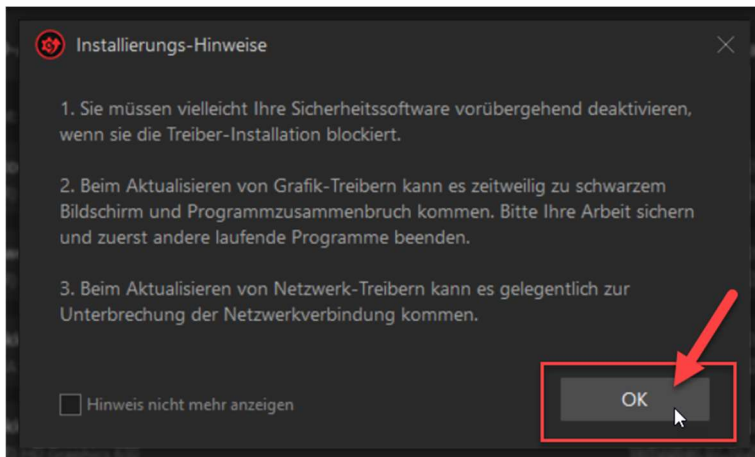 Installierungs-Hinweise
1. Sie müssen vielleicht Ihre Sicherheitssoftware vorübergehend deaktivieren,
wenn sie die Treiber-Installation blockiert.
2. Beim Aktualisieren von Grafik-Treibern kann es zeitweilig zu schwarzem
Bildschirm und Programmzusammenbruch kommen. Bitte Ihre Arbeit sichern
und zuerst andere laufende Programme beenden.
3. Beim Aktualisieren von Netzwerk-Treibern kann es gelegentlich zur
Unterbrechung der Netzwerkverbindung kommen.
Hinweis nicht mehr anzeigen
OK